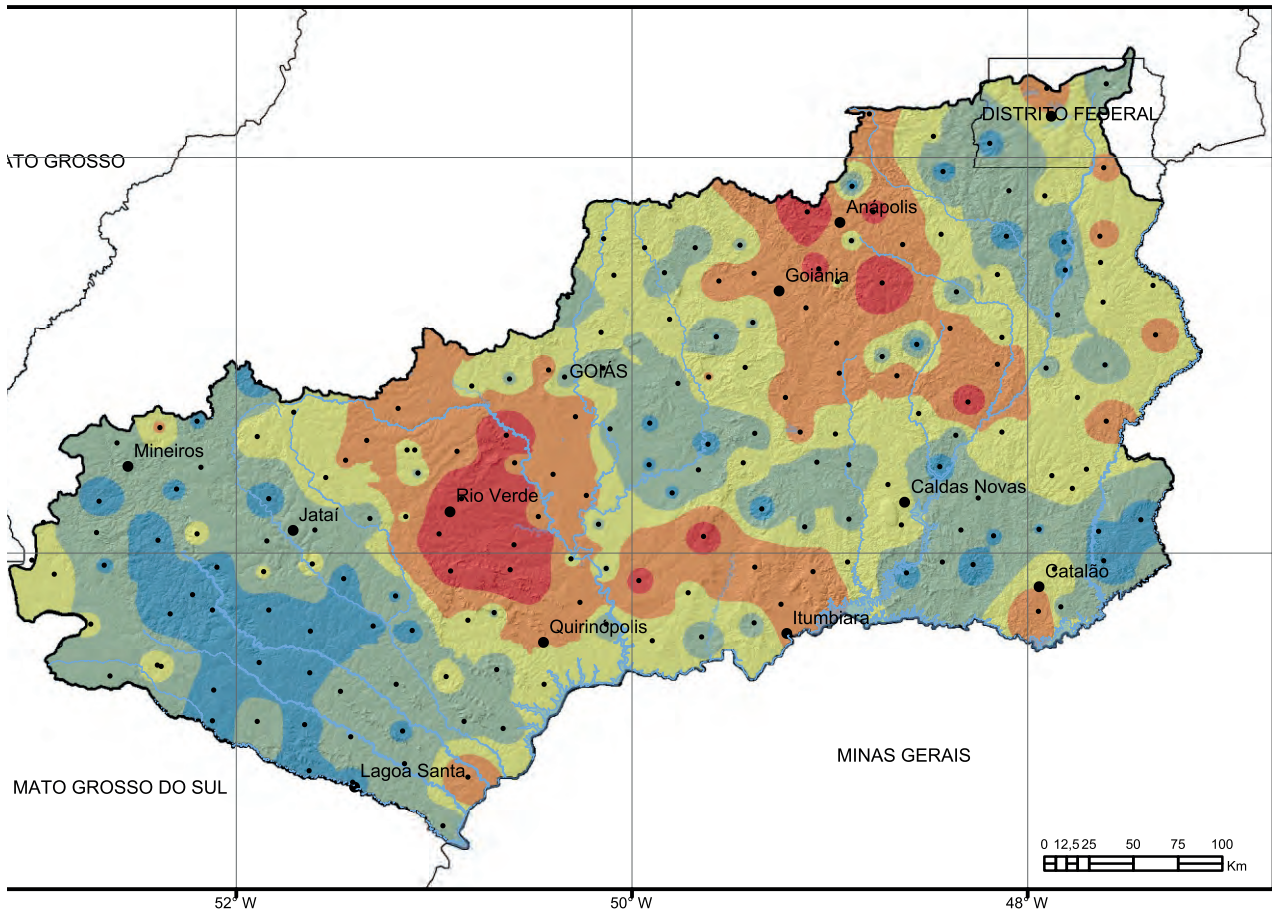 DISTRITO FEDERAL
ATO GROSSO
Anápolis
Goiânia
GOIÁS
Mineiros
Rio Verde
Caldas Novas
Jataí
Catalão
Itumbiara
Quirinópolis
MINAS GERAIS
Lagoa Santa
MATO GROSSO DO SUL
0 12,5 25 50 75 100
Km
52° W 50° W 48° W